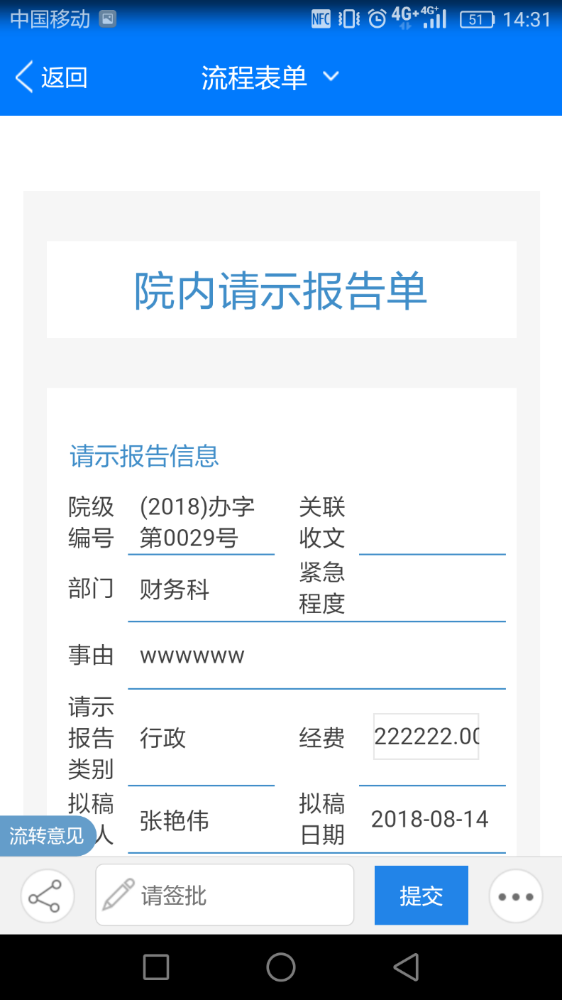 中国移动 NFC 4G+ 4G+ 51 14:31
返回 流程表单
院内请示报告单
请示报告信息
院级编号 (2018)办字第0029号 关联收文
部门 财务科 紧急程度
事由 wwwwww
请示报告类别 行政 经费 222222.00
拟稿人 张艳伟 拟稿日期 2018-08-14
流转意见
请签批 提交